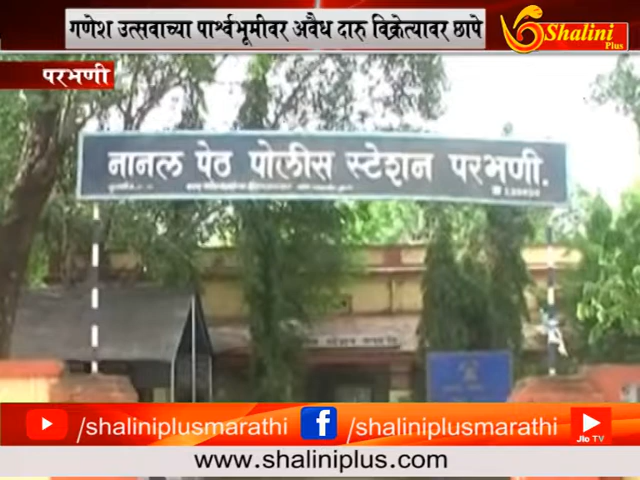 गणेश उत्सवाच्या पार्श्वभूमीवर अवैध दारु विक्रेत्यावर छापे
Shalini
Plus
परभणी
नानल पेठ पोलीस स्टेशन परभणी.
/shaliniplusmarathi
/shaliniplusmarathi
Jio TV
www.shaliniplus.com